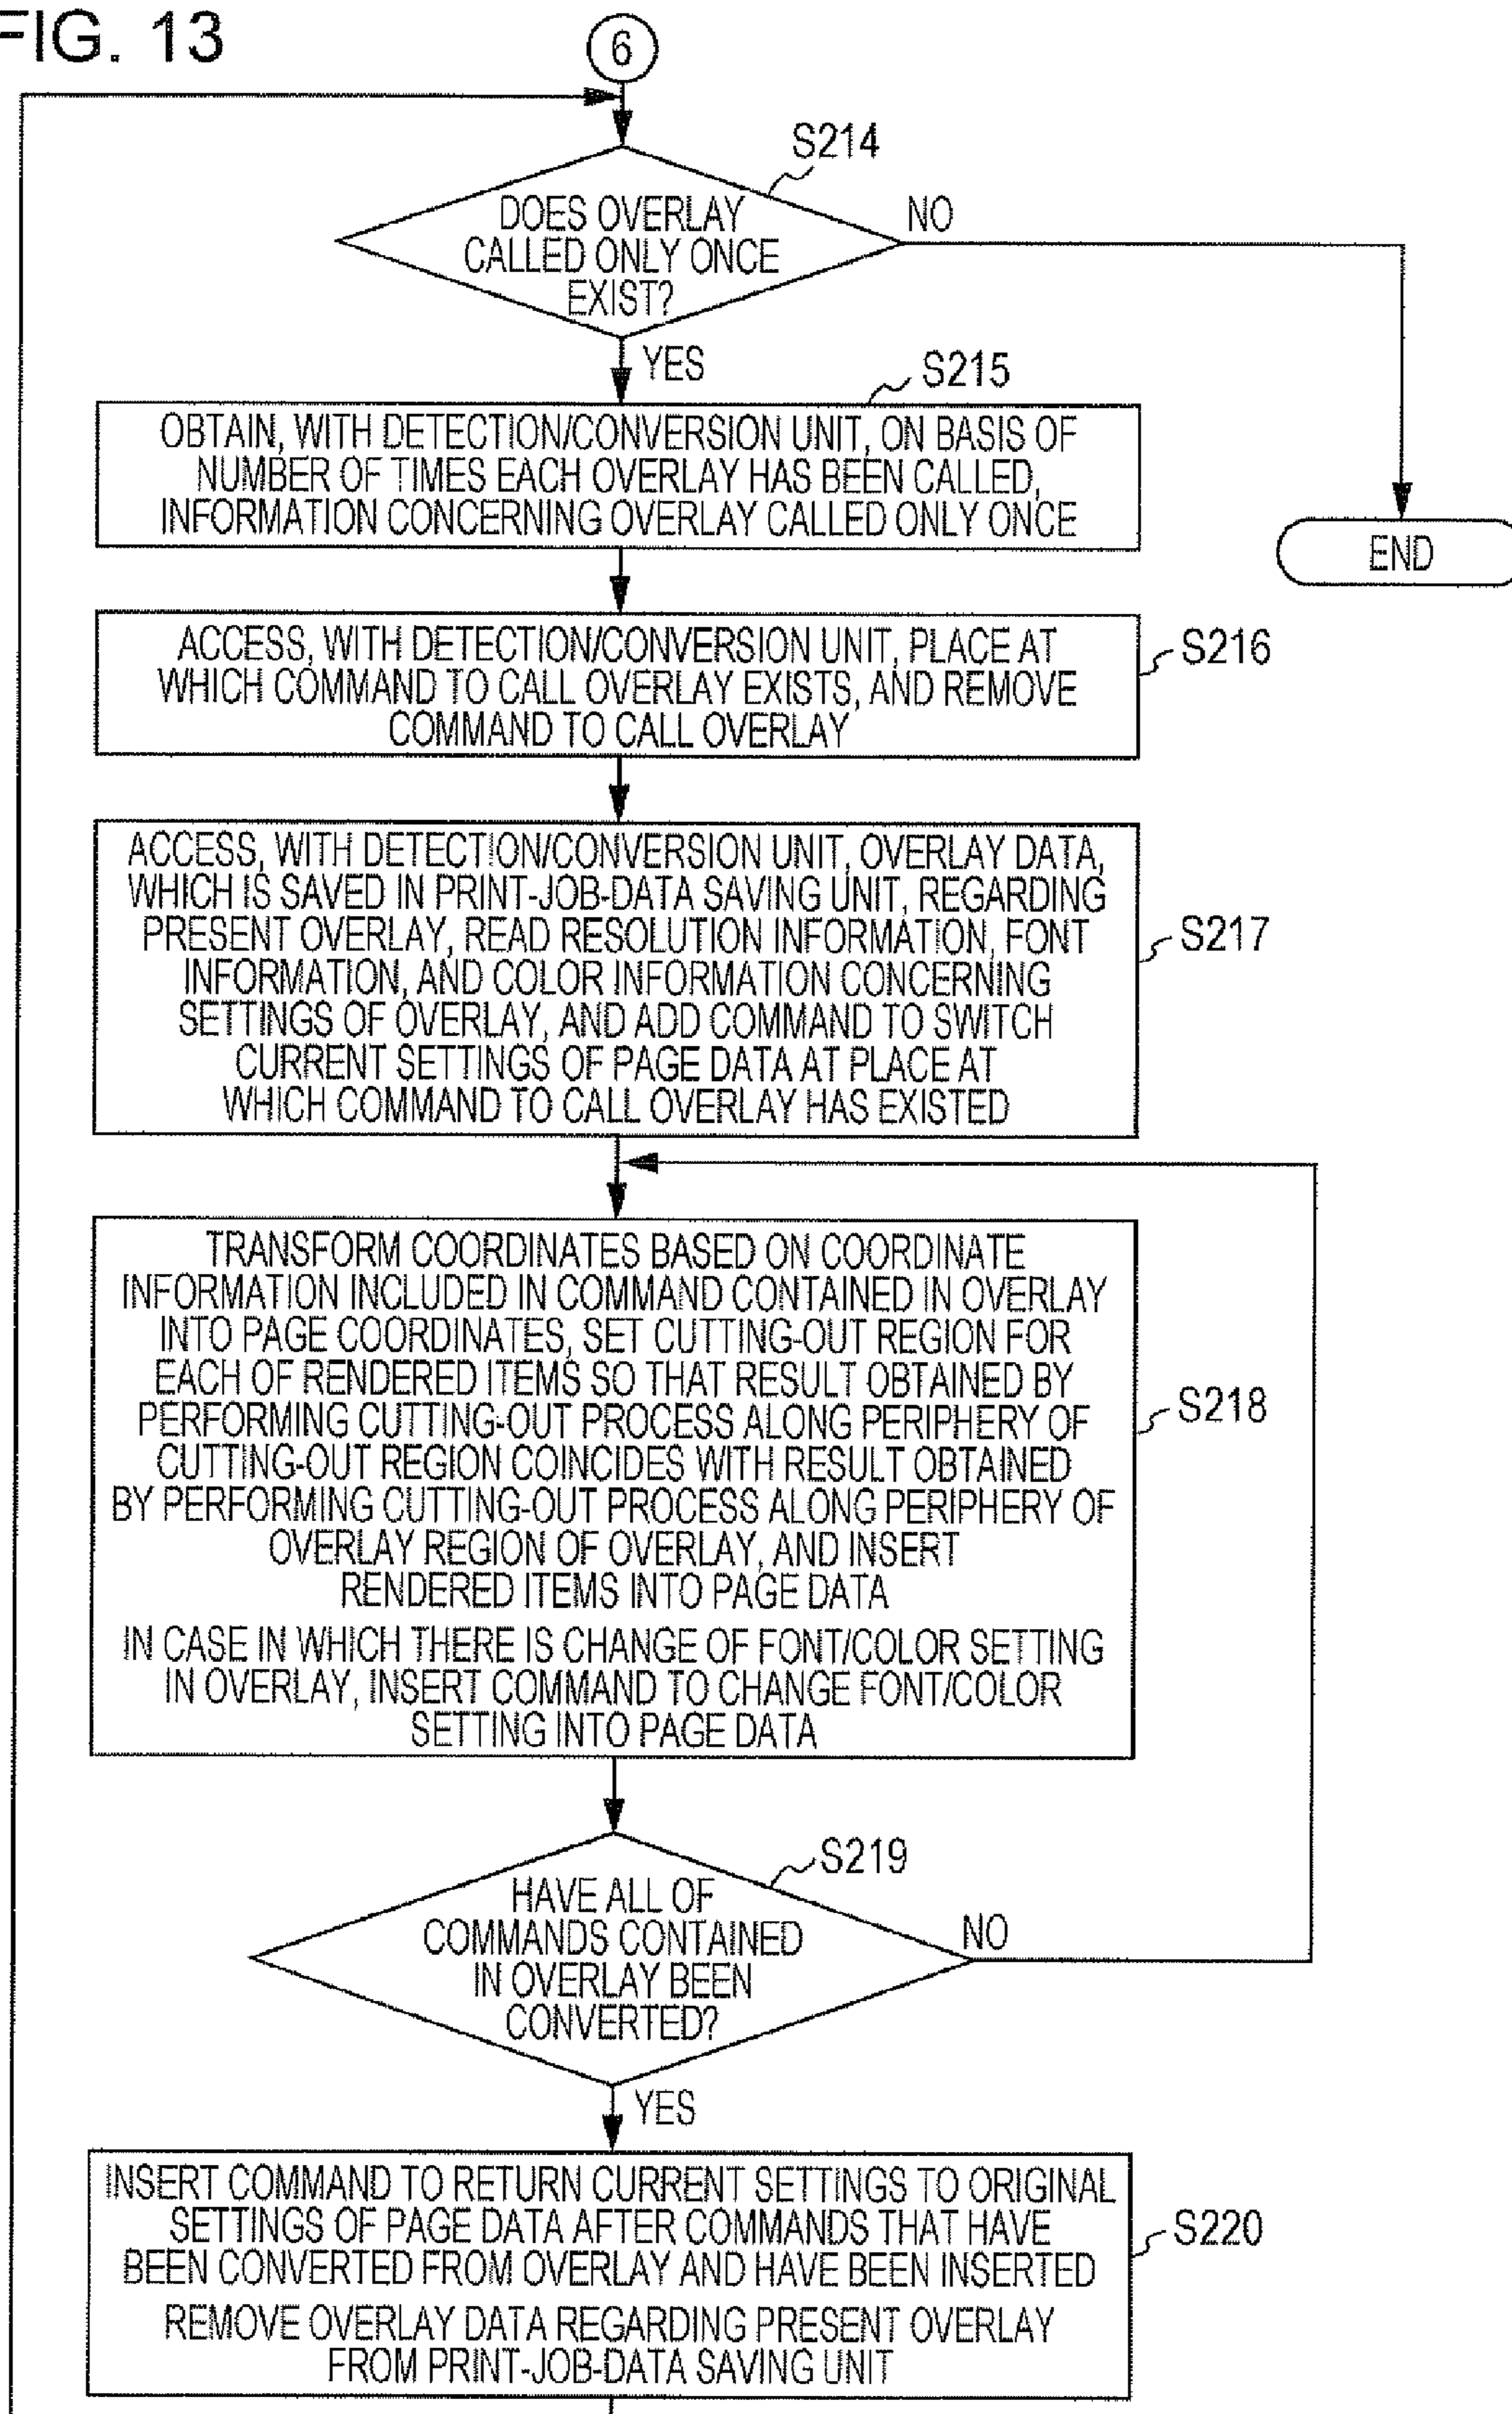 FIG. 13
6
S214
DOES OVERLAY
CALLED ONLY ONCE
EXIST?
NO
YES
S215
OBTAIN, WITH DETECTION/CONVERSION UNIT, ON BASIS OF
NUMBER OF TIMES EACH OVERLAY HAS BEEN CALLED,
INFORMATION CONCERNING OVERLAY CALLED ONLY ONCE
END
ACCESS, WITH DETECTION/CONVERSION UNIT, PLACE AT
WHICH COMMAND TO CALL OVERLAY EXISTS, AND REMOVE
COMMAND TO CALL OVERLAY
S216
ACCESS, WITH DETECTION/CONVERSION UNIT, OVERLAY DATA,
WHICH IS SAVED IN PRINT-JOB-DATA SAVING UNIT, REGARDING
PRESENT OVERLAY, READ RESOLUTION INFORMATION, FONT
INFORMATION, AND COLOR INFORMATION CONCERNING
SETTINGS OF OVERLAY, AND ADD COMMAND TO SWITCH
CURRENT SETTINGS OF PAGE DATA AT PLACE AT
WHICH COMMAND TO CALL OVERLAY HAS EXISTED
S217
TRANSFORM COORDINATES BASED ON COORDINATE
INFORMATION INCLUDED IN COMMAND CONTAINED IN OVERLAY
INTO PAGE COORDINATES, SET CUTTING-OUT REGION FOR
EACH OF RENDERED ITEMS SO THAT RESULT OBTAINED BY
PERFORMING CUTTING-OUT PROCESS ALONG PERIPHERY OF
CUTTING-OUT REGION COINCIDES WITH RESULT OBTAINED
BY PERFORMING CUTTING-OUT PROCESS ALONG PERIPHERY OF
OVERLAY REGION OF OVERLAY, AND INSERT
RENDERED ITEMS INTO PAGE DATA
IN CASE IN WHICH THERE IS CHANGE OF FONT/COLOR SETTING
IN OVERLAY, INSERT COMMAND TO CHANGE FONT/COLOR
SETTING INTO PAGE DATA
S218
S219
HAVE ALL OF
COMMANDS CONTAINED
IN OVERLAY BEEN
CONVERTED?
NO
YES
INSERT COMMAND TO RETURN CURRENT SETTINGS TO ORIGINAL
SETTINGS OF PAGE DATA AFTER COMMANDS THAT HAVE
BEEN CONVERTED FROM OVERLAY AND HAVE BEEN INSERTED
REMOVE OVERLAY DATA REGARDING PRESENT OVERLAY
FROM PRINT-JOB-DATA SAVING UNIT
S220